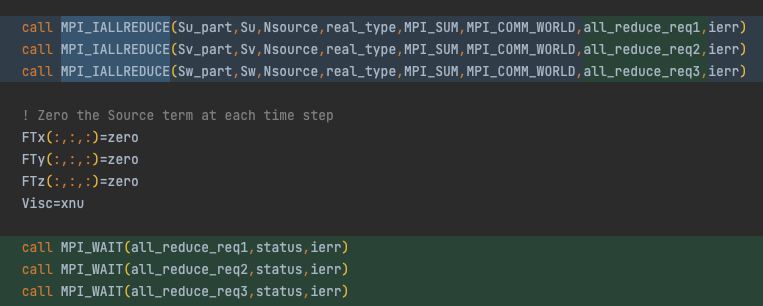 call MPI_IALLREDUCE(Su_part,Su,Nsource,real_type,MPI_SUM,MPI_COMM_WORLD,all_reduce_req1,ierr)
call MPI_IALLREDUCE(Sv_part,Sv,Nsource,real_type,MPI_SUM,MPI_COMM_WORLD,all_reduce_req2,ierr)
call MPI_IALLREDUCE(Sw_part,Sw,Nsource,real_type,MPI_SUM,MPI_COMM_WORLD,all_reduce_req3,ierr)
! Zero the Source term at each time step
FTx(:,:,:)=zero
FTy(:,:,:)=zero
FTz(:,:,:)=zero
Visc=xnu
call MPI_WAIT(all_reduce_req1,status,ierr)
call MPI_WAIT(all_reduce_req2,status,ierr)
call MPI_WAIT(all_reduce_req3,status,ierr)